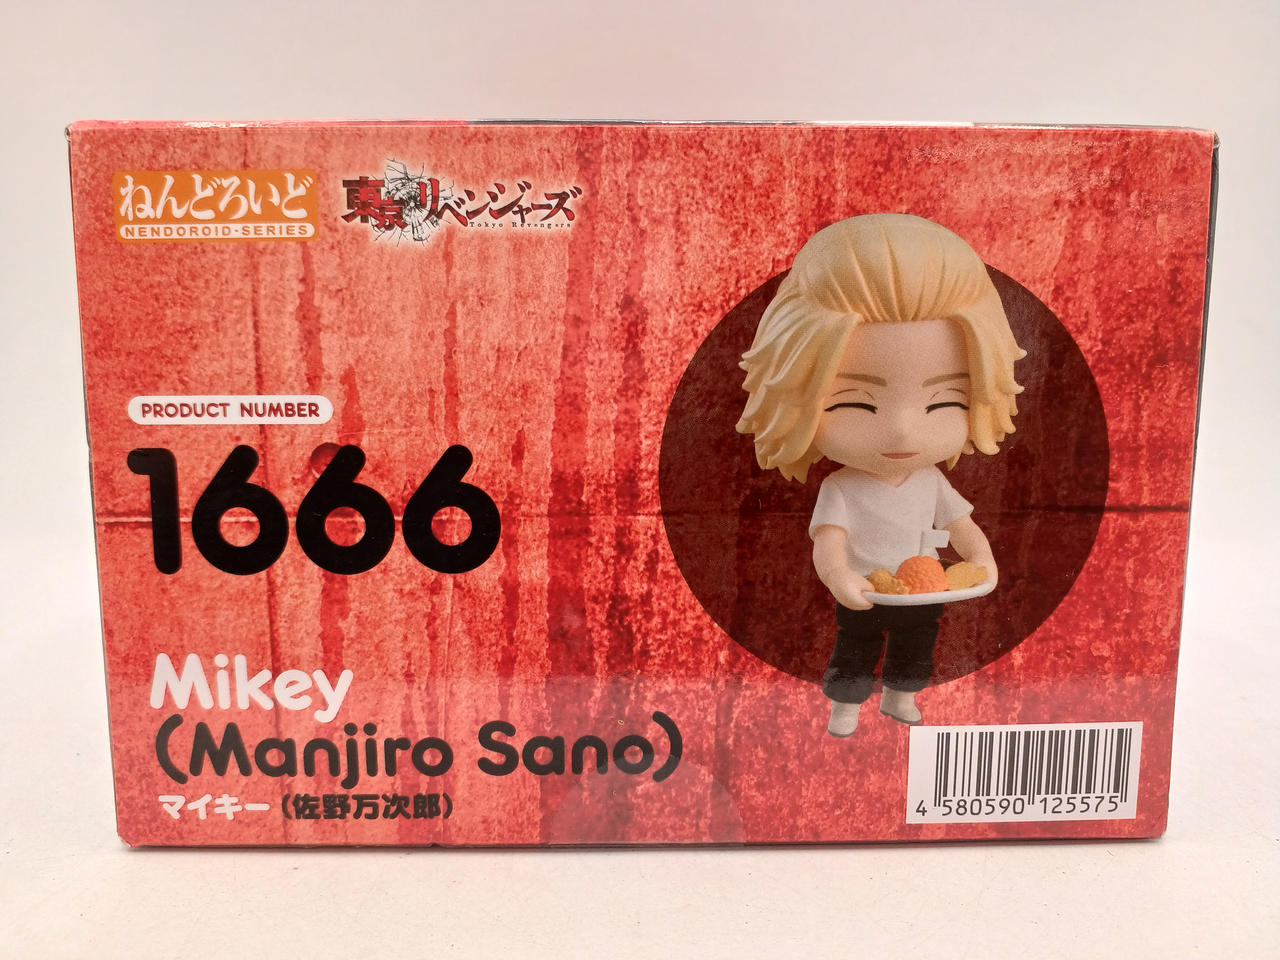 ねんどろいど
NENDOROID-SERIES
東京リベンジャーズ
Tokyo Revengers
PRODUCT NUMBER
1666
Mikey
(Manjiro Sano)
マイキー(佐野万次郎)
4 580590 125575